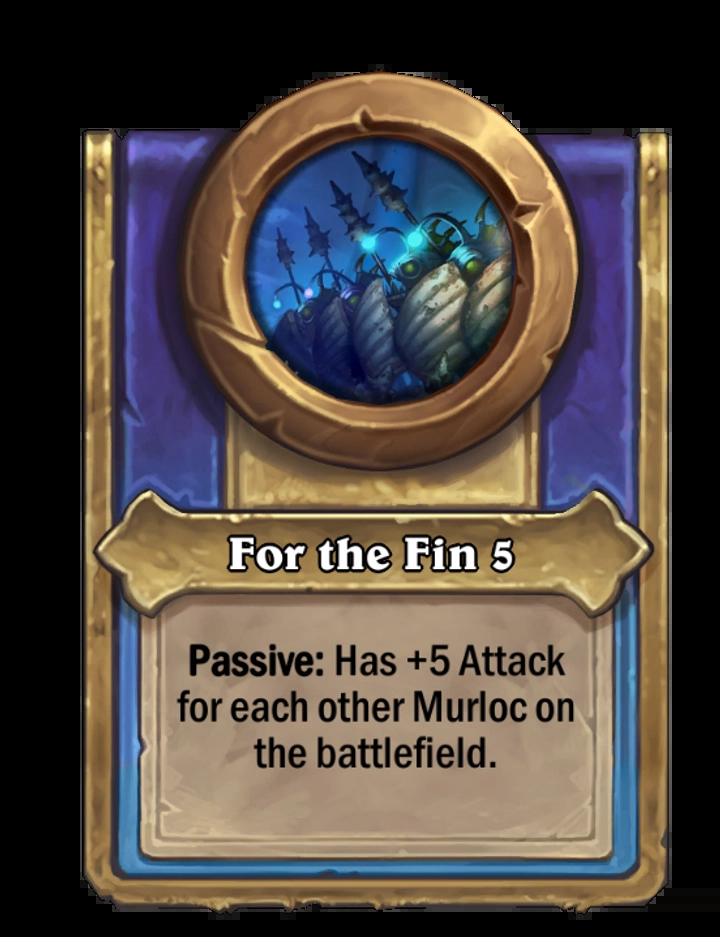 For the Fin 5
Passive: Has +5 Attack
for each other Murloc on
the battlefield.